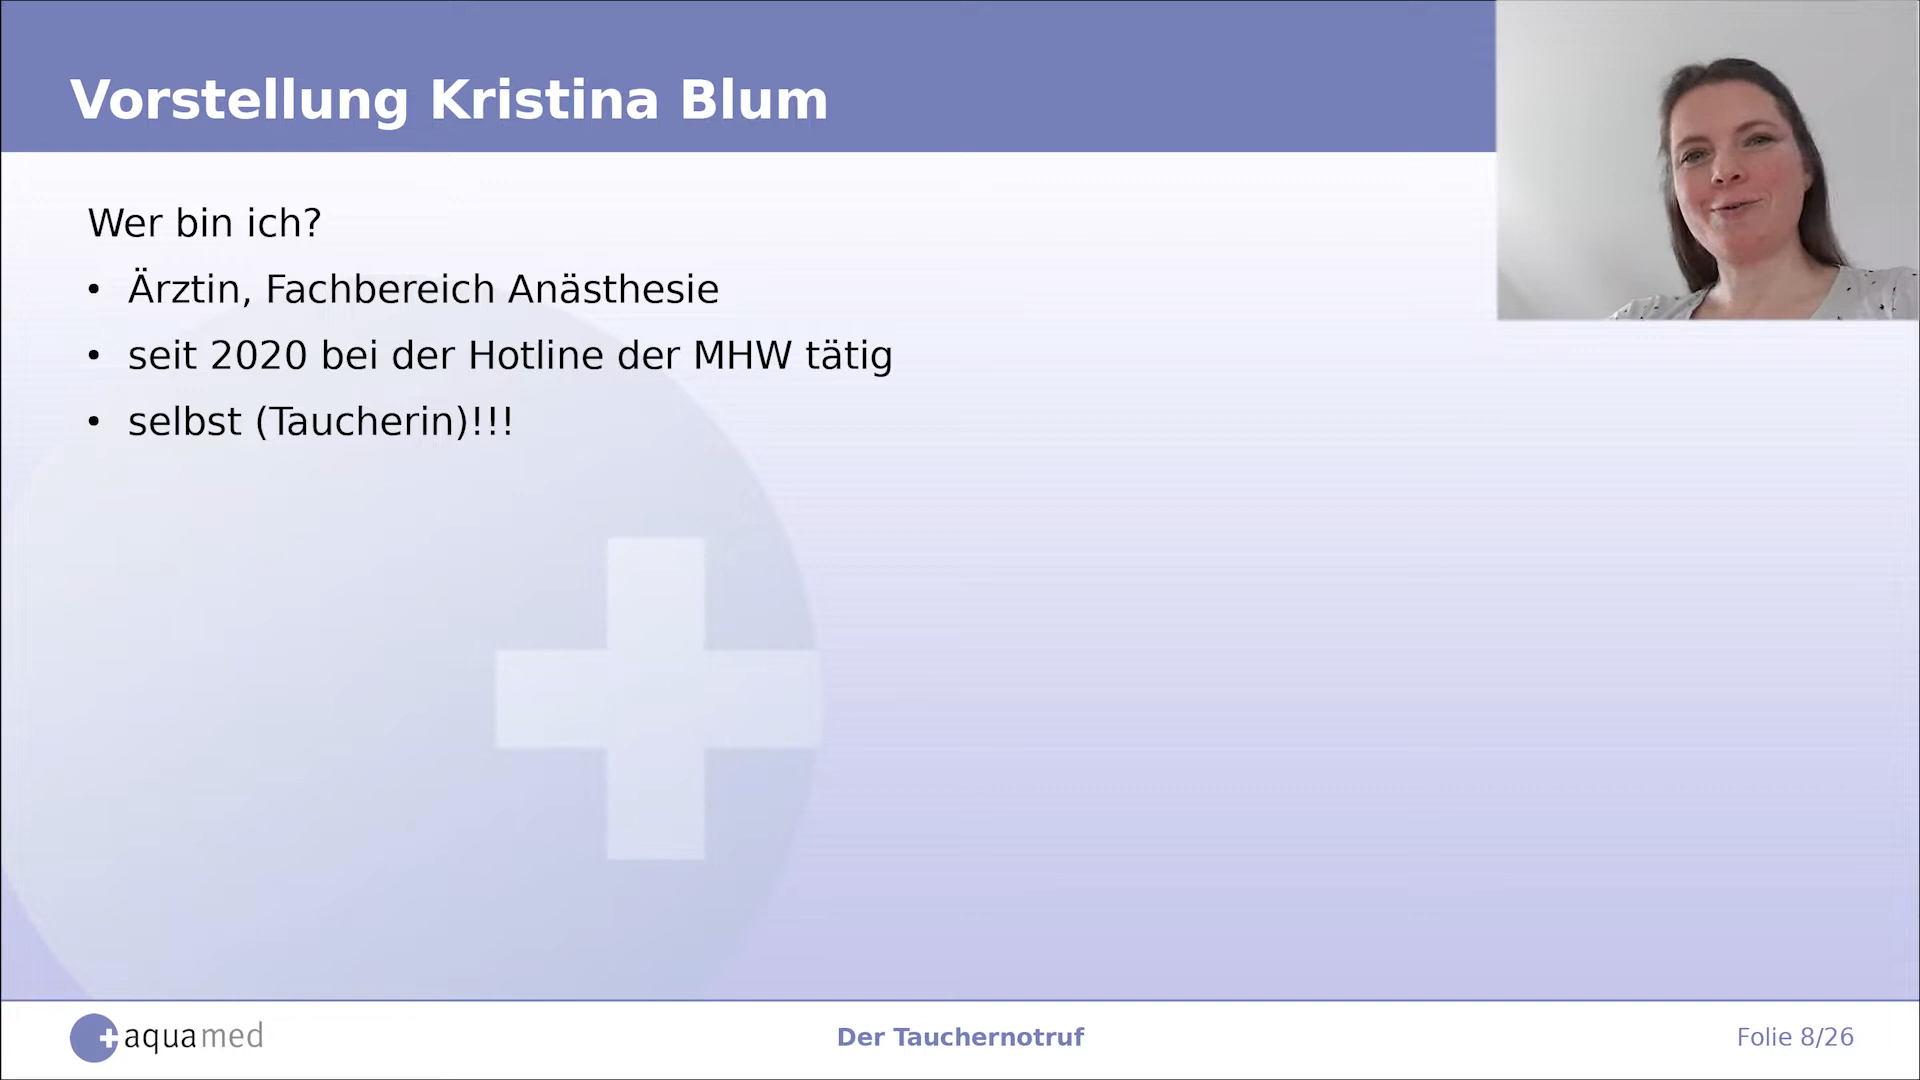 Vorstellung Kristina Blum
Wer bin ich?
• Ärztin, Fachbereich Anästhesie
• seit 2020 bei der Hotline der MHW tätig
• selbst (Taucherin)!!!
aquamed
Der Tauchernotruf
Folie 8/26